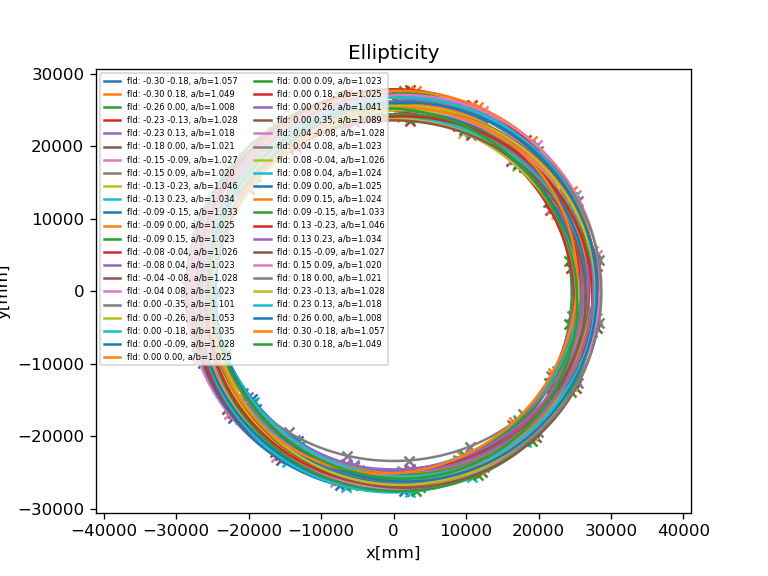 Ellipticity
y[mm]
30000
20000
10000
0
−10000
−20000
−30000
fld: -0.30 -0.18, a/b=1.057
fld: -0.30 0.18, a/b=1.049
fld: -0.26 0.00, a/b=1.008
fld: -0.23 -0.13, a/b=1.028
fld: -0.23 0.13, a/b=1.018
fld: -0.18 0.00, a/b=1.021
fld: -0.15 -0.09, a/b=1.027
fld: -0.15 0.09, a/b=1.020
fld: -0.13 -0.23, a/b=1.046
fld: -0.13 0.23, a/b=1.034
fld: -0.09 -0.15, a/b=1.033
fld: -0.09 0.00, a/b=1.025
fld: -0.09 0.15, a/b=1.023
fld: -0.08 -0.04, a/b=1.026
fld: -0.08 0.04, a/b=1.023
fld: -0.04 -0.08, a/b=1.028
fld: -0.04 0.08, a/b=1.023
fld: 0.00 -0.35, a/b=1.101
fld: 0.00 -0.26, a/b=1.053
fld: 0.00 -0.18, a/b=1.035
fld: 0.00 -0.09, a/b=1.028
fld: 0.00 0.00, a/b=1.025
fld: 0.00 0.09, a/b=1.023
fld: 0.00 0.18, a/b=1.025
fld: 0.00 0.26, a/b=1.041
fld: 0.00 0.35, a/b=1.089
fld: 0.04 -0.08, a/b=1.028
fld: 0.04 0.08, a/b=1.023
fld: 0.08 -0.04, a/b=1.026
fld: 0.08 0.04, a/b=1.024
fld: 0.09 0.00, a/b=1.025
fld: 0.09 0.15, a/b=1.024
fld: 0.09 -0.15, a/b=1.033
fld: 0.13 -0.23, a/b=1.046
fld: 0.13 0.23, a/b=1.034
fld: 0.15 -0.09, a/b=1.027
fld: 0.15 0.09, a/b=1.020
fld: 0.18 0.00, a/b=1.021
fld: 0.23 -0.13, a/b=1.028
fld: 0.23 0.13, a/b=1.018
fld: 0.26 0.00, a/b=1.008
fld: 0.30 -0.18, a/b=1.057
fld: 0.30 0.18, a/b=1.049
−40000 −30000 −20000 −10000 0 10000 20000 30000 40000
x[mm]